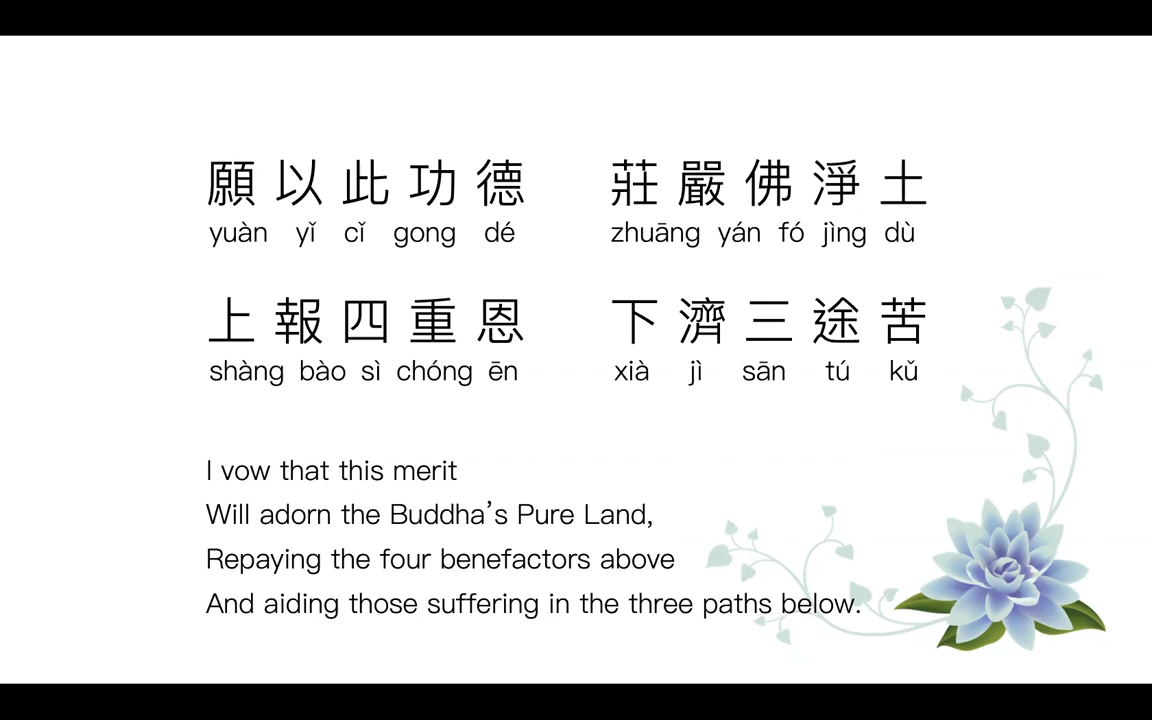 願以此功德 莊嚴佛淨土
yuàn yǐ cǐ gong dé zhuāng yán fó jìng dù
上報四重恩 下濟三途苦
shàng bào sì chóng ēn xià jì sān tú kǔ
I vow that this merit
Will adorn the Buddha’s Pure Land,
Repaying the four benefactors above
And aiding those suffering in the three paths below.